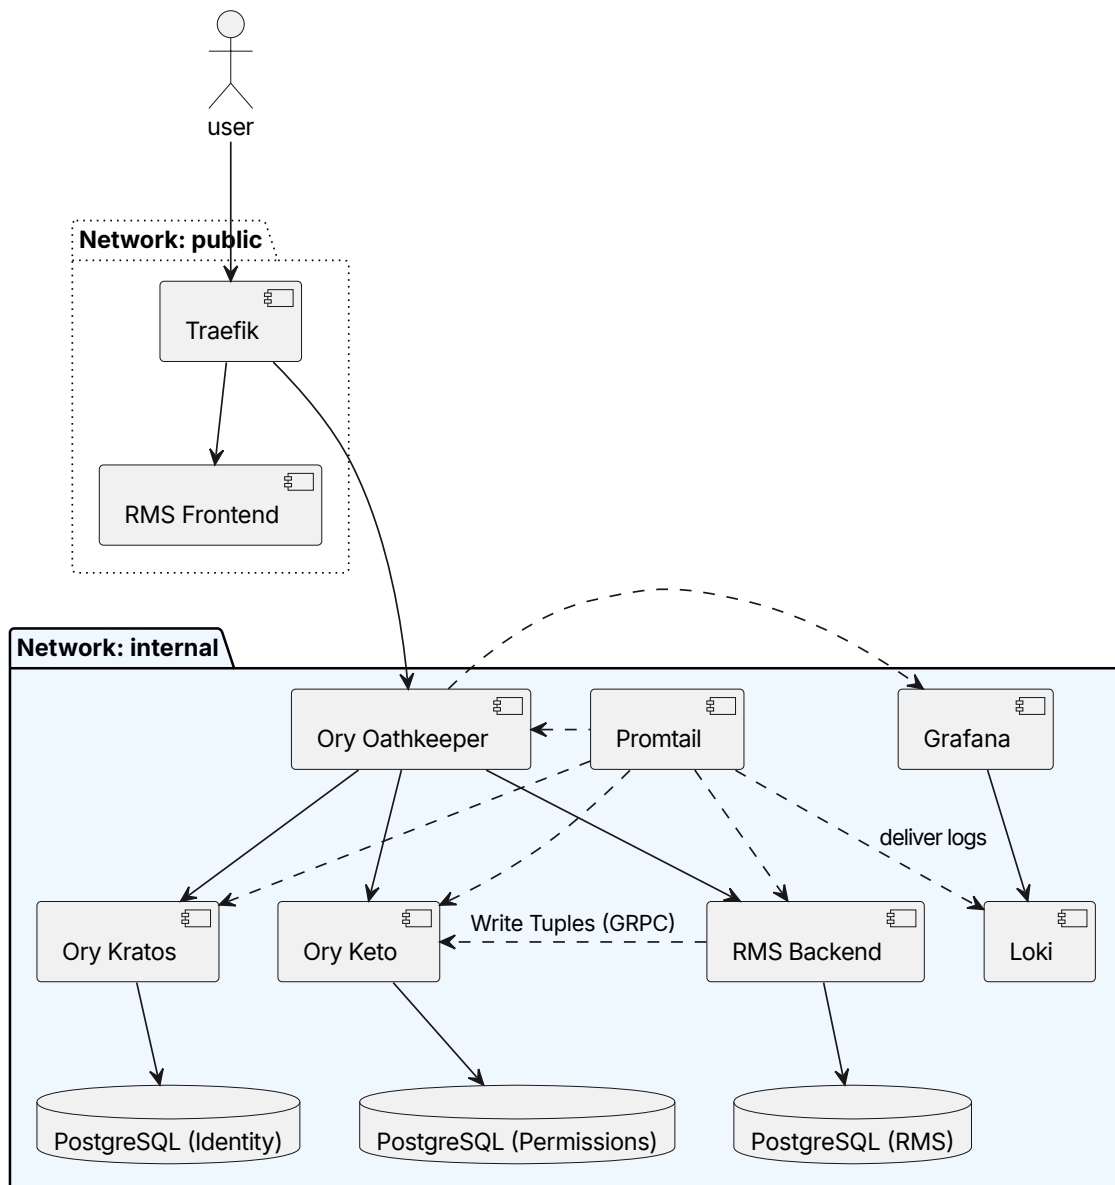 user
Network: public
Traefik
RMS Frontend
Network: internal
Ory Oathkeeper
Promtail
Grafana
deliver logs
Ory Kratos
Ory Keto
Write Tuples (GRPC)
RMS Backend
Loki
PostgreSQL (Identity)
PostgreSQL (Permissions)
PostgreSQL (RMS)